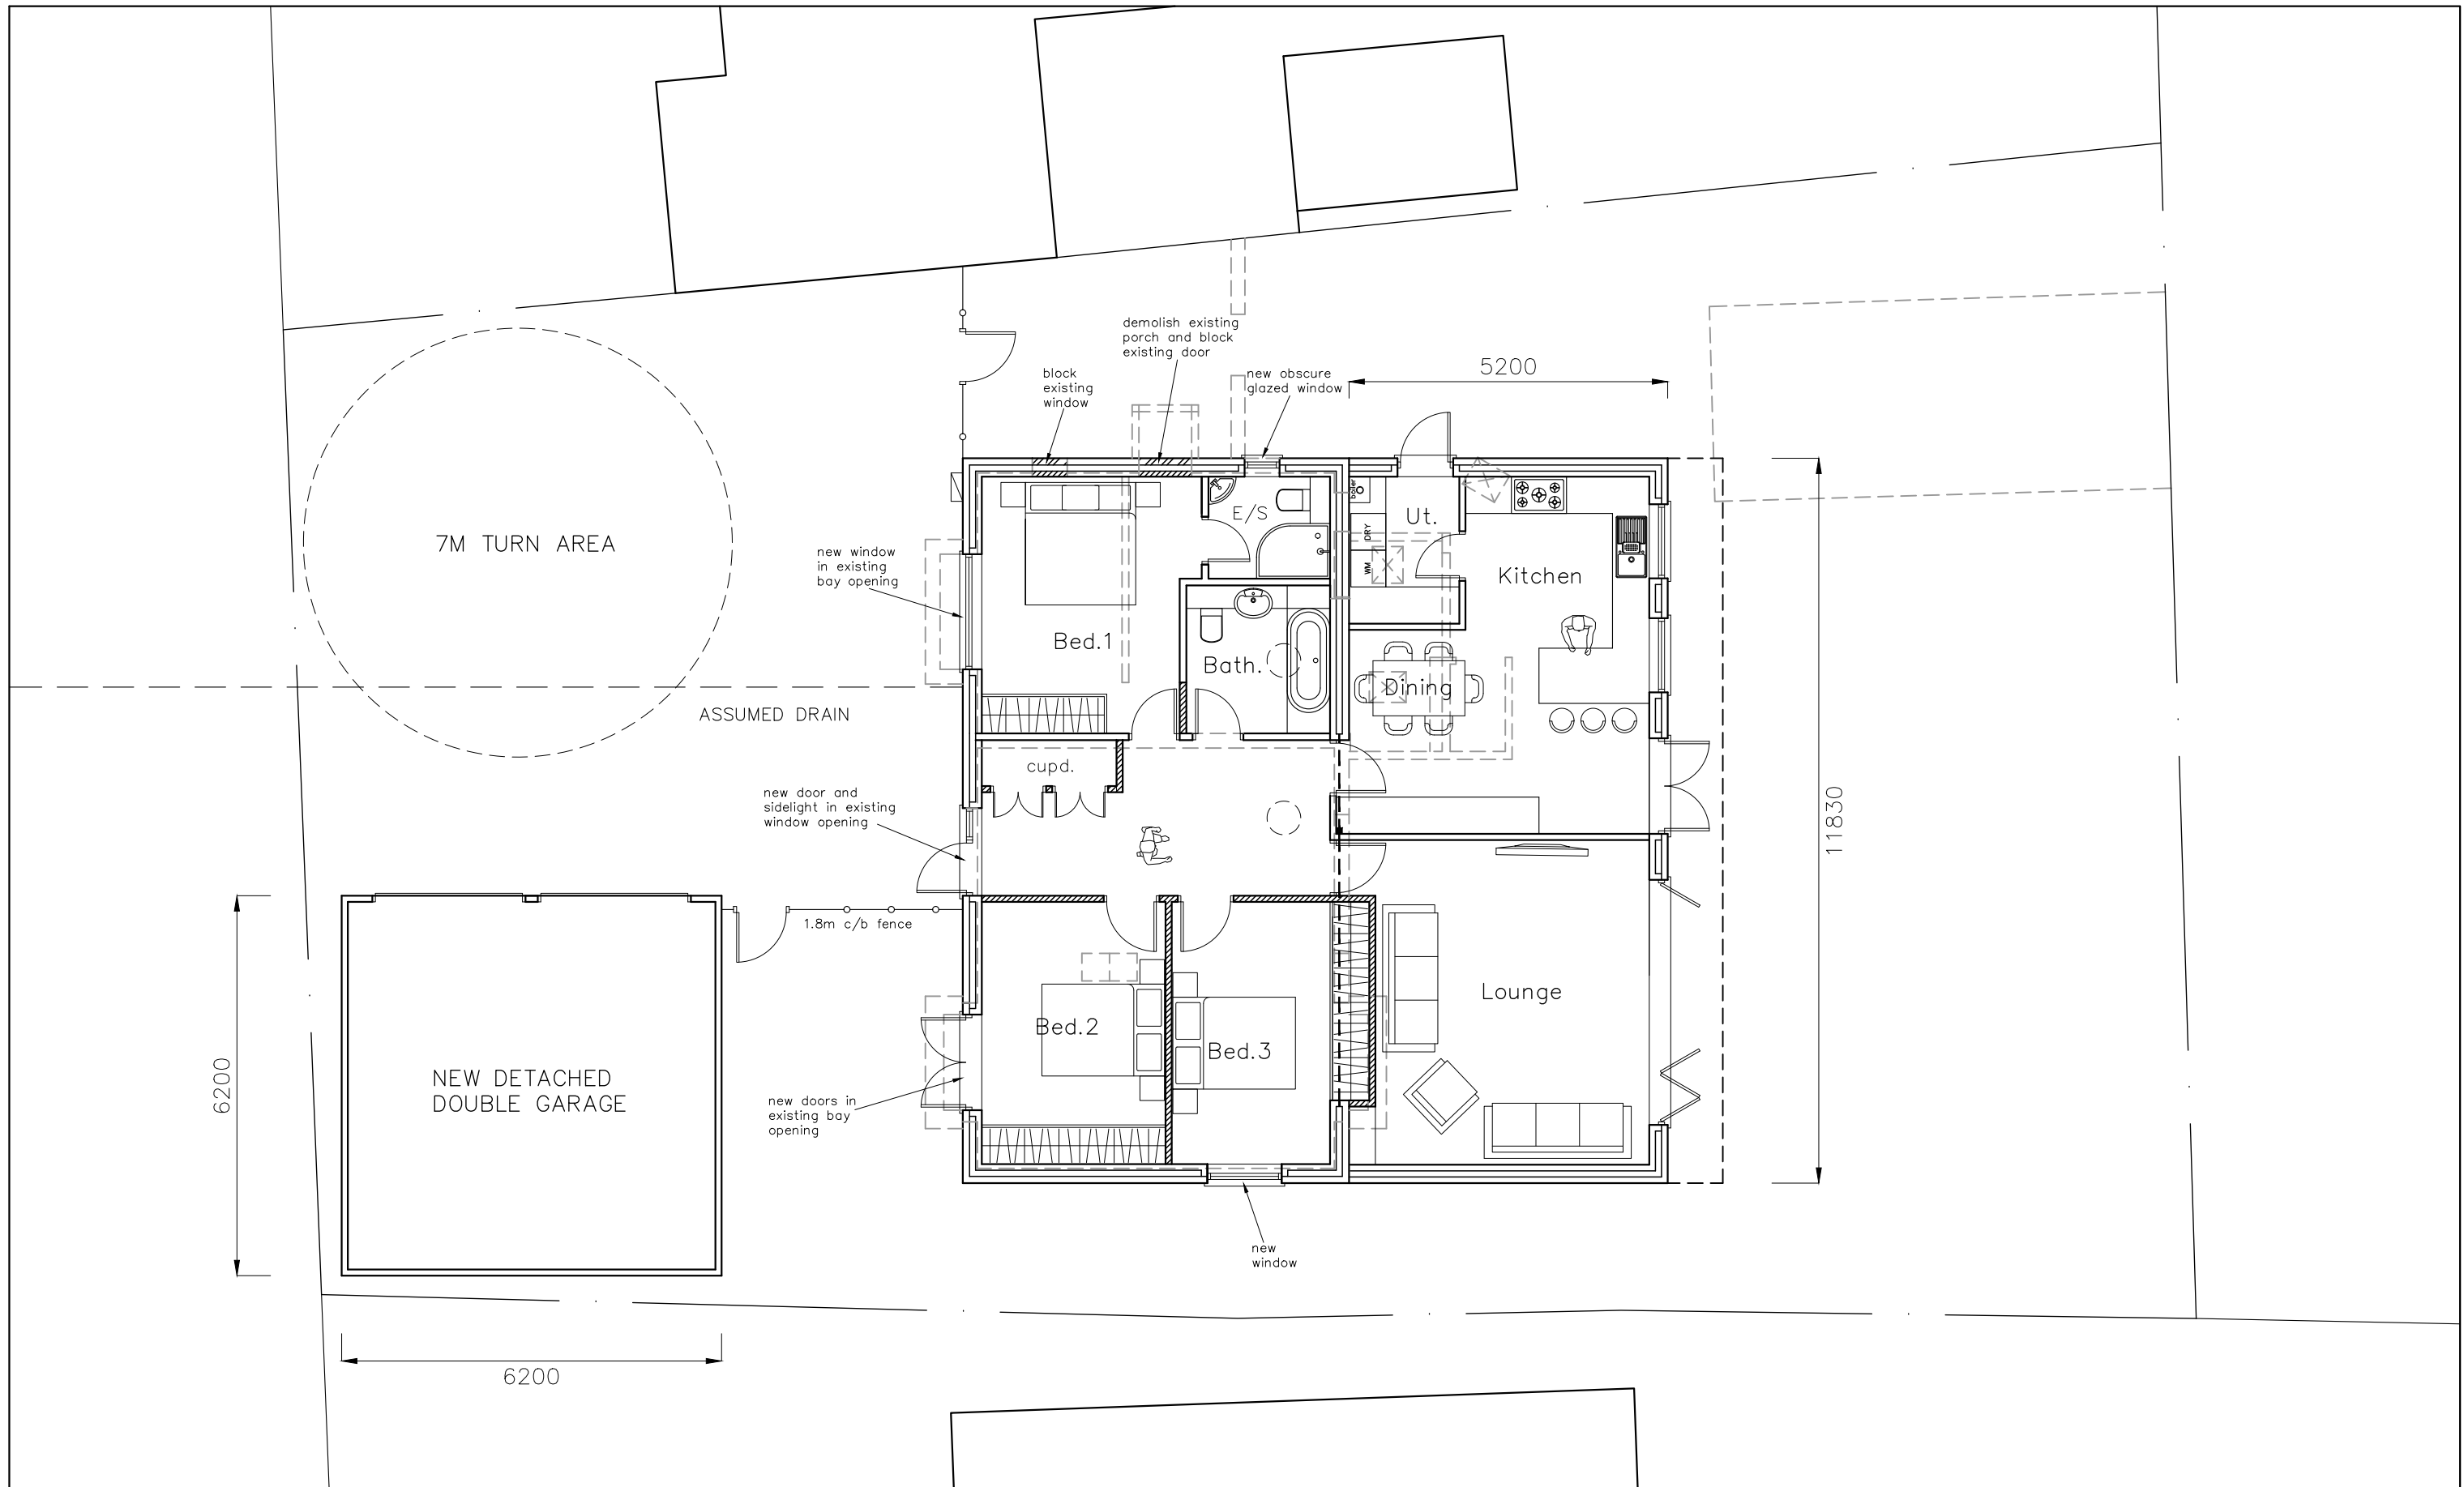 demolish existing
porch and block
existing door
block
existing
window
new obscure
glazed window
5200
7M TURN AREA
new window
in existing
bay opening
E/S
boiler
DRY
WM
Ut.
Kitchen
Bed.1
Bath.
Dining
ASSUMED DRAIN
cupd.
new door and
sidelight in existing
window opening
11830
1.8m c/b fence
Lounge
Bed.2
Bed.3
6200
NEW DETACHED
DOUBLE GARAGE
new doors in
existing bay
opening
new
window
6200